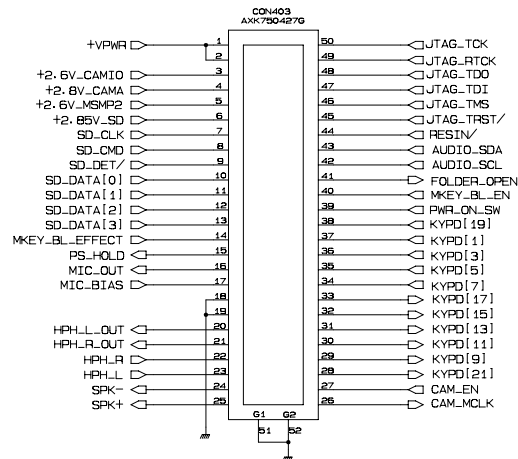 CON403
AXK750427G
+VPWR 1 50 JTAG_TCK
2 49 JTAG_RTCK
+2.6V_CAMIO 3 48 JTAG_TDO
+2.8V_CAMA 4 47 JTAG_TDI
+2.6V_MSMP2 5 46 JTAG_TMS
+2.85V_SD 6 45 JTAG_TRST/
SD_CLK 7 44 RESIN/
SD_CMD 8 43 AUDIO_SDA
SD_DET/ 9 42 AUDIO_SCL
SD_DATA[0] 10 41 FOLDER_OPEN
SD_DATA[1] 11 40 MKEY_BL_EN
SD_DATA[2] 12 39 PWR_ON_SW
SD_DATA[3] 13 38 KYPD[19]
MKEY_BL_EFFECT 14 37 KYPD[1]
PS_HOLD 15 36 KYPD[3]
MIC_OUT 16 35 KYPD[5]
MIC_BIAS 17 34 KYPD[7]
18 33 KYPD[17]
19 32 KYPD[15]
HPH_L_OUT 20 31 KYPD[13]
HPH_R_OUT 21 30 KYPD[11]
HPH_R 22 29 KYPD[9]
HPH_L 23 28 KYPD[21]
SPK- 24 27 CAM_EN
SPK+ 25 26 CAM_MCLK
G1 G2
51 52